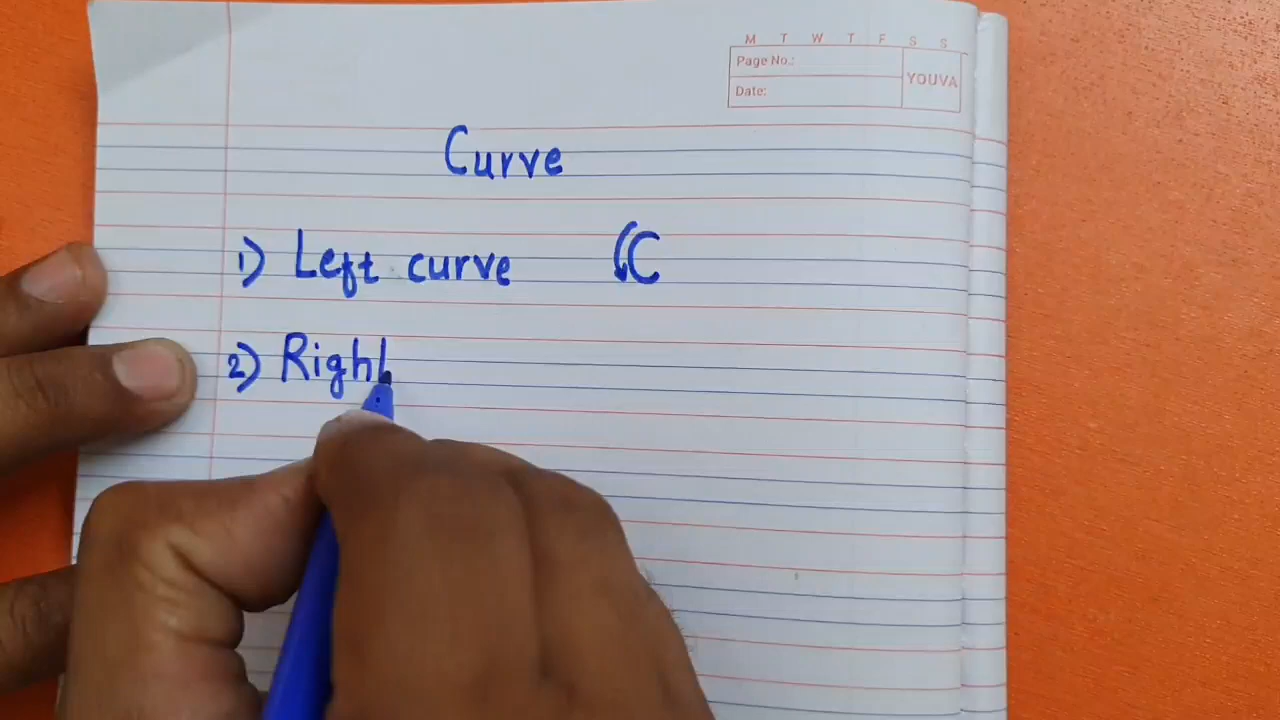 M T W T F S S
Page No.: YOUVA
Date:
Curve
1) Left curve C
2) Righ